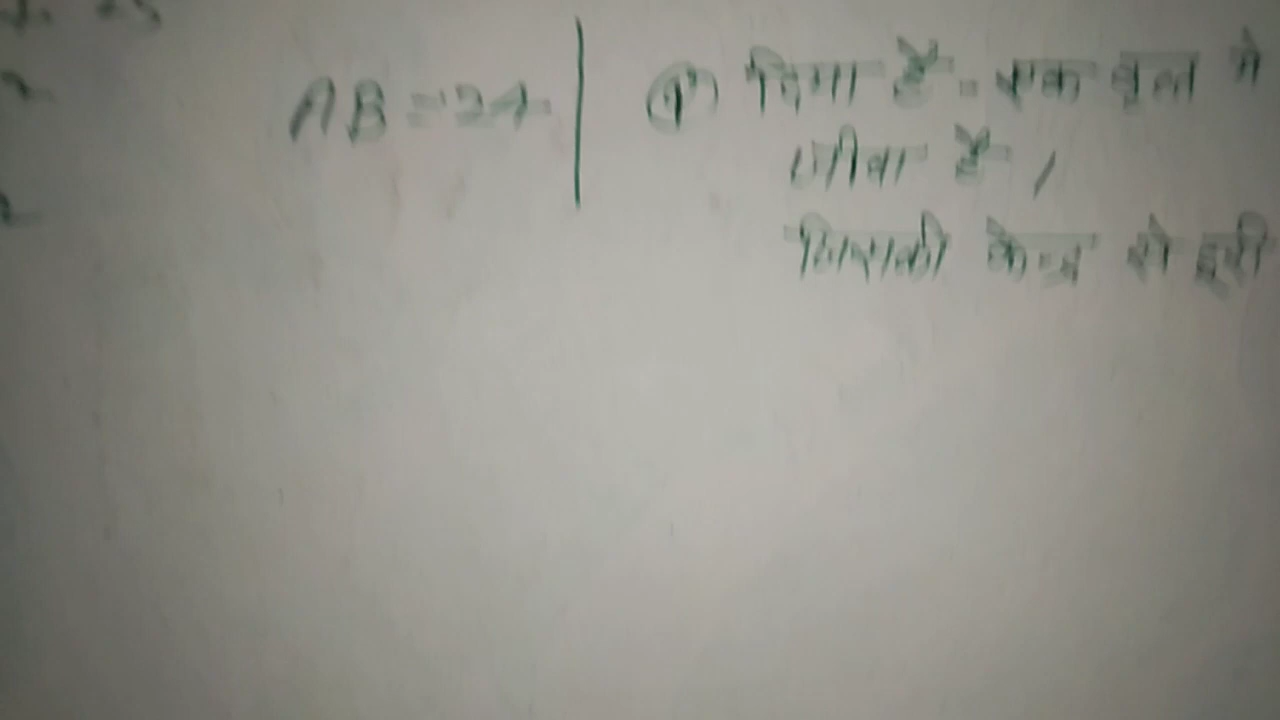 AB = 24
दिया है - एक वृत्त में
जीवा है,
जिसकी केन्द्र से दूरी